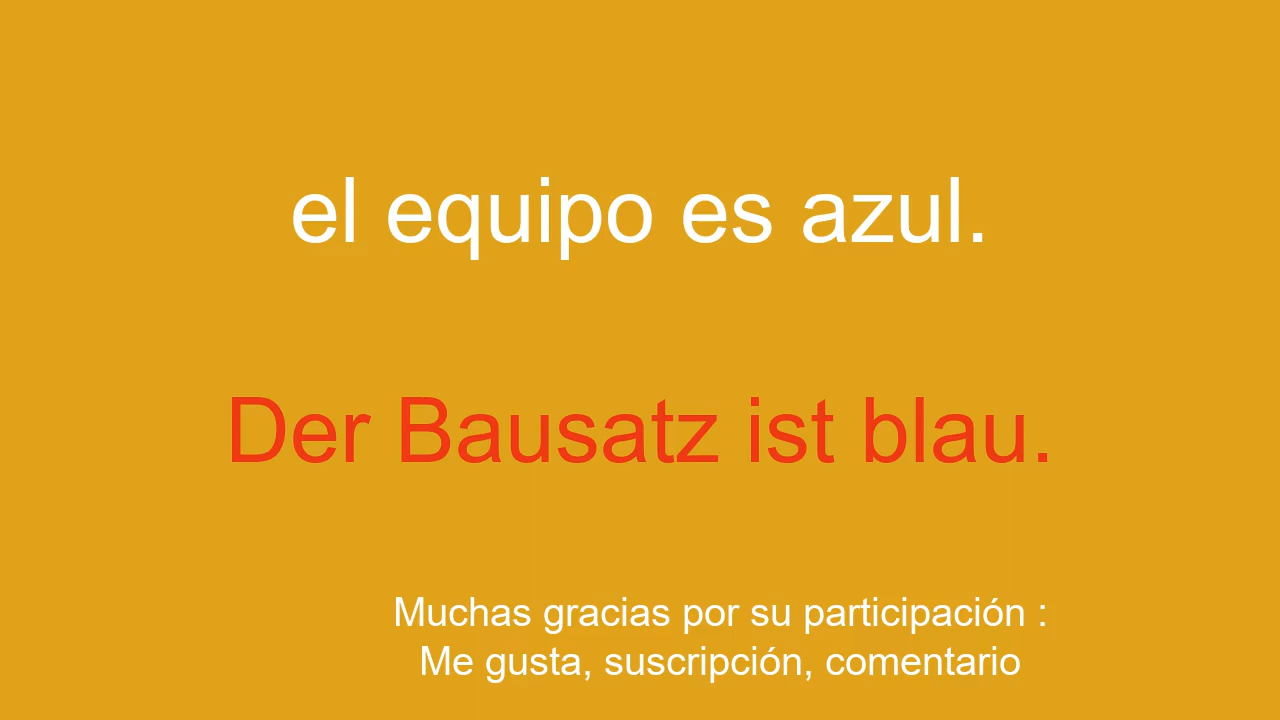 el equipo es azul.
Der Bausatz ist blau.
Muchas gracias por su participación :
Me gusta, suscripción, comentario